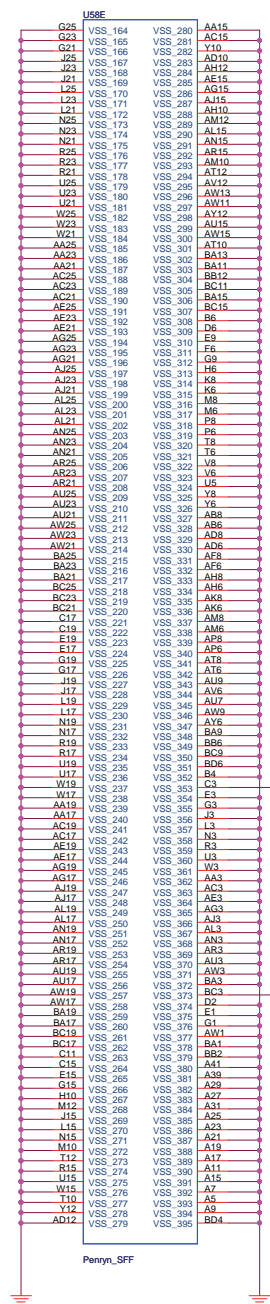 U58E
G25 VSS_164 VSS_280 AA15
G23 VSS_165 VSS_281 AC15
G21 VSS_166 VSS_282 Y10
J25 VSS_167 VSS_283 AD10
J23 VSS_168 VSS_284 AH12
J21 VSS_169 VSS_285 AE15
L25 VSS_170 VSS_286 AG15
L23 VSS_171 VSS_287 AJ15
L21 VSS_172 VSS_288 AH10
N25 VSS_173 VSS_289 AM12
N23 VSS_174 VSS_290 AL15
N21 VSS_175 VSS_291 AN15
R25 VSS_176 VSS_292 AR15
R23 VSS_177 VSS_293 AM10
R21 VSS_178 VSS_294 AT12
U25 VSS_179 VSS_295 AV12
U23 VSS_180 VSS_296 AW13
U21 VSS_181 VSS_297 AW11
W25 VSS_182 VSS_298 AY12
W23 VSS_183 VSS_299 AU15
W21 VSS_184 VSS_300 AW15
AA25 VSS_185 VSS_301 AT10
AA23 VSS_186 VSS_302 BA13
AA21 VSS_187 VSS_303 BA11
AC25 VSS_188 VSS_304 BB12
AC23 VSS_189 VSS_305 BC11
AC21 VSS_190 VSS_306 BA15
AE25 VSS_191 VSS_307 BC15
AE23 VSS_192 VSS_308 B6
AE21 VSS_193 VSS_309 D6
AG25 VSS_194 VSS_310 E9
AG23 VSS_195 VSS_311 F6
AG21 VSS_196 VSS_312 G9
AJ25 VSS_197 VSS_313 H6
AJ23 VSS_198 VSS_314 K8
AJ21 VSS_199 VSS_315 K6
AL25 VSS_200 VSS_316 M8
AL23 VSS_201 VSS_317 M6
AL21 VSS_202 VSS_318 P8
AN25 VSS_203 VSS_319 P6
AN23 VSS_204 VSS_320 T8
AN21 VSS_205 VSS_321 T6
AR25 VSS_206 VSS_322 V8
AR23 VSS_207 VSS_323 V6
AR21 VSS_208 VSS_324 U5
AU25 VSS_209 VSS_325 Y8
AU23 VSS_210 VSS_326 Y6
AU21 VSS_211 VSS_327 AB8
AW25 VSS_212 VSS_328 AB6
AW23 VSS_213 VSS_329 AD8
AW21 VSS_214 VSS_330 AD6
BA25 VSS_215 VSS_331 AF8
BA23 VSS_216 VSS_332 AF6
BA21 VSS_217 VSS_333 AH8
BC25 VSS_218 VSS_334 AH6
BC23 VSS_219 VSS_335 AK8
BC21 VSS_220 VSS_336 AK6
C17 VSS_221 VSS_337 AM8
C19 VSS_222 VSS_338 AM6
E19 VSS_223 VSS_339 AP8
E17 VSS_224 VSS_340 AP6
G19 VSS_225 VSS_341 AT8
G17 VSS_226 VSS_342 AT6
J19 VSS_227 VSS_343 AU9
J17 VSS_228 VSS_344 AV6
L19 VSS_229 VSS_345 AU7
L17 VSS_230 VSS_346 AW9
N19 VSS_231 VSS_347 AY6
N17 VSS_232 VSS_348 BA9
R19 VSS_233 VSS_349 BB6
R17 VSS_234 VSS_350 BC9
U19 VSS_235 VSS_351 BD6
U17 VSS_236 VSS_352 B4
W19 VSS_237 VSS_353 C3
W17 VSS_238 VSS_354 E3
AA19 VSS_239 VSS_355 G3
AA17 VSS_240 VSS_356 J3
AC19 VSS_241 VSS_357 L3
AC17 VSS_242 VSS_358 N3
AE19 VSS_243 VSS_359 R3
AE17 VSS_244 VSS_360 U3
AG19 VSS_245 VSS_361 W3
AG17 VSS_246 VSS_362 AA3
AJ19 VSS_247 VSS_363 AC3
AJ17 VSS_248 VSS_364 AE3
AL19 VSS_249 VSS_365 AG3
AL17 VSS_250 VSS_366 AJ3
AN19 VSS_251 VSS_367 AL3
AN17 VSS_252 VSS_368 AN3
AR19 VSS_253 VSS_369 AR3
AR17 VSS_254 VSS_370 AU3
AU19 VSS_255 VSS_371 AW3
AU17 VSS_256 VSS_372 BA3
AW19 VSS_257 VSS_373 BC3
AW17 VSS_258 VSS_374 D2
BA19 VSS_259 VSS_375 E1
BA17 VSS_260 VSS_376 G1
BC19 VSS_261 VSS_377 AW1
BC17 VSS_262 VSS_378 BA1
C11 VSS_263 VSS_379 BB2
C15 VSS_264 VSS_380 A41
E15 VSS_265 VSS_381 A39
G15 VSS_266 VSS_382 A29
H10 VSS_267 VSS_383 A27
M12 VSS_268 VSS_384 A31
J15 VSS_269 VSS_385 A25
L15 VSS_270 VSS_386 A23
N15 VSS_271 VSS_387 A21
M10 VSS_272 VSS_388 A19
T12 VSS_273 VSS_389 A17
R15 VSS_274 VSS_390 A11
U15 VSS_275 VSS_391 A15
W15 VSS_276 VSS_392 A7
T10 VSS_277 VSS_393 A5
Y12 VSS_278 VSS_394 A9
AD12 VSS_279 VSS_395 BD4
Penryn_SFF